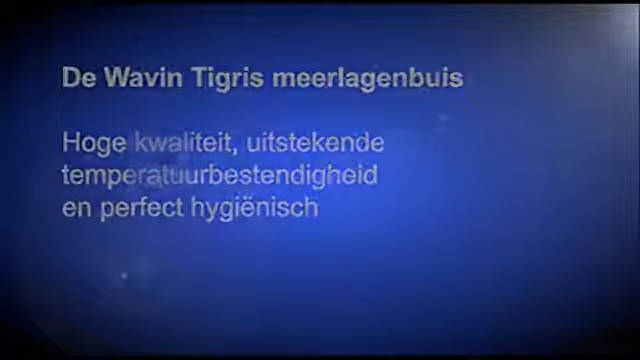 De Wavin Tigris meerlagenbuis
Hoge kwaliteit, uitstekende
temperatuurbestendigheid
en perfect hygiënisch